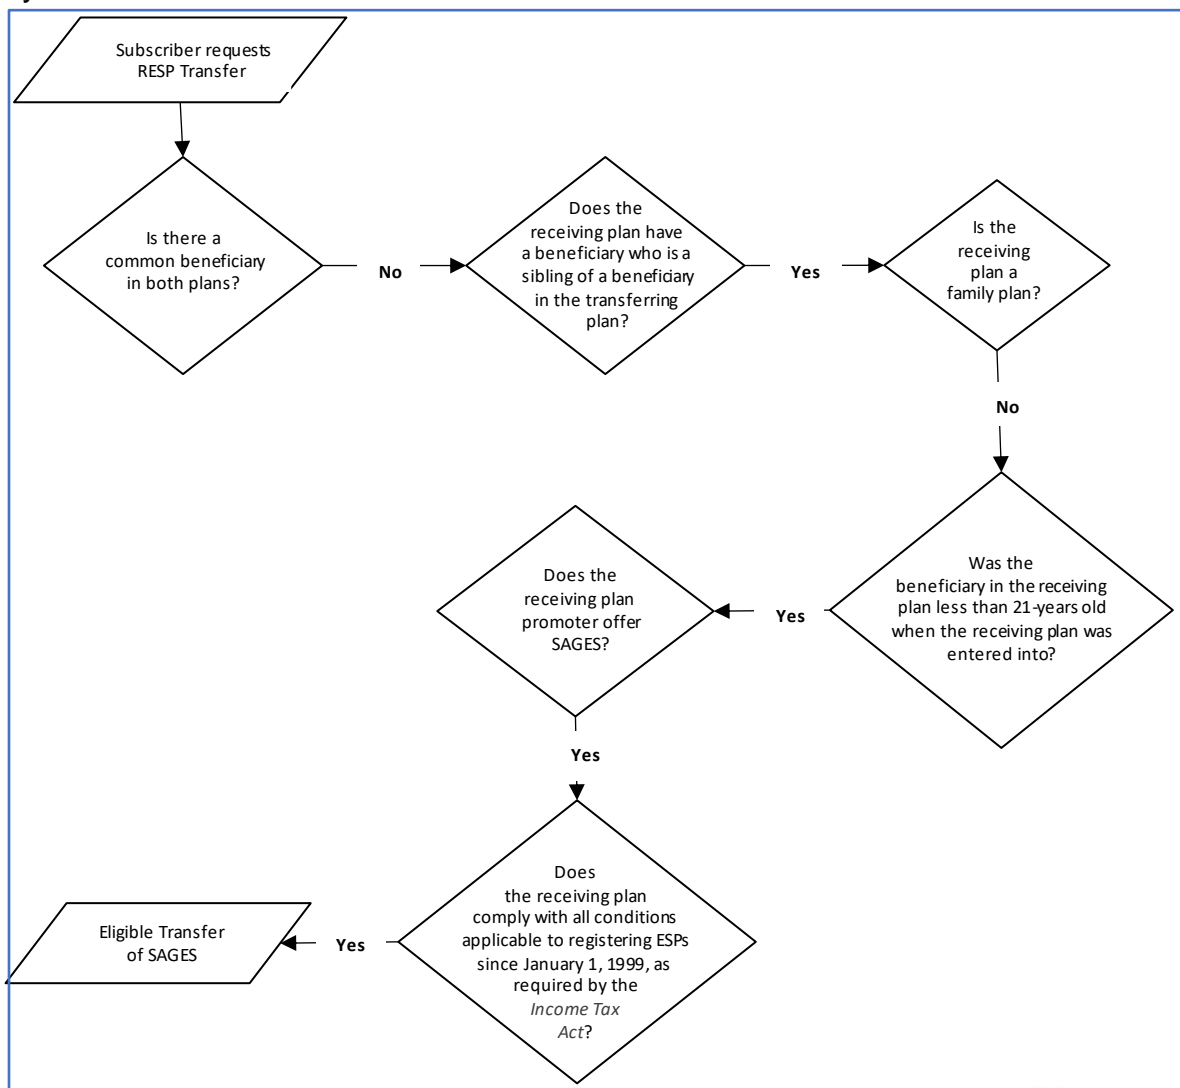 Subscriber requests
RESP Transfer
Is there a
common beneficiary
in both plans?
No
Does the
receiving plan have
a beneficiary who is a
sibling of a beneficiary
in the transferring
plan?
Yes
Is the
receiving
plan a
family plan?
No
Was the
beneficiary in the receiving
plan less than 21-years old
when the receiving plan was
entered into?
Yes
Does the
receiving plan
promoter offer
SAGES?
Yes
Does
the receiving plan
comply with all conditions
applicable to registering ESPs
since January 1, 1999, as
required by the
Income Tax
Act?
Yes
Eligible Transfer
of SAGES